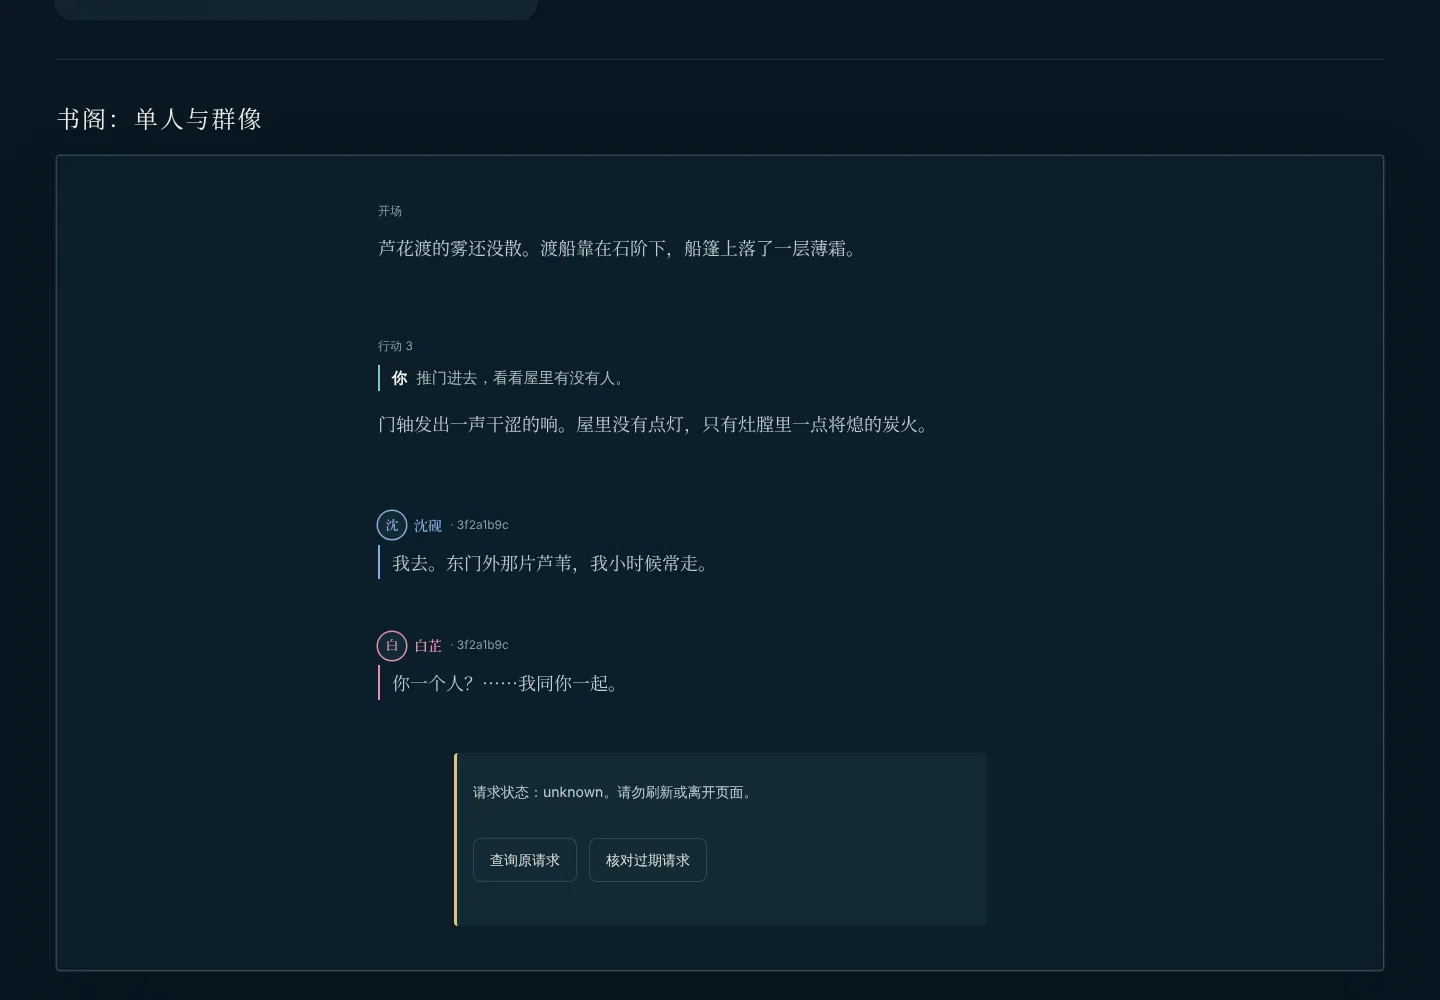 书阁：单人与群像
开场
芦花渡的雾还没散。渡船靠在石阶下，船篷上落了一层薄霜。
行动 3
你 推门进去，看看屋里有没有人。
门轴发出一声干涩的响。屋里没有点灯，只有灶膛里一点将熄的炭火。
沈 沈砚 · 3f2a1b9c
我去。东门外那片芦苇，我小时候常走。
白 白芷 · 3f2a1b9c
你一个人？……我同你一起。
请求状态：unknown。请勿刷新或离开页面。
查询原请求 核对过期请求